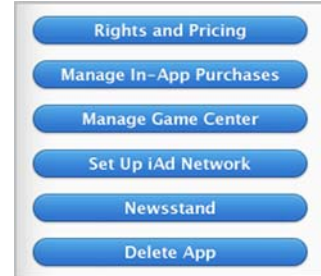 Rights and Pricing
Manage In-App Purchases
Manage Game Center
Set Up iAd Network
Newsstand
Delete App